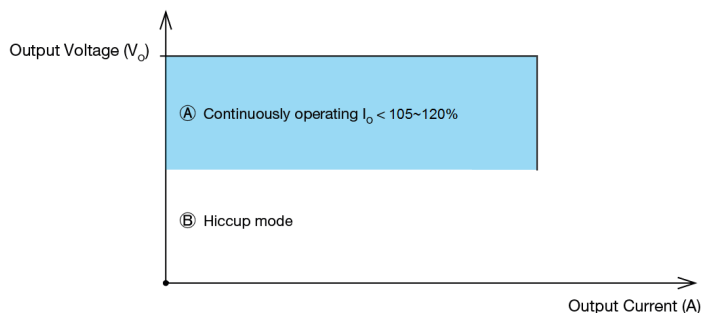 Output Voltage (Vo)
Ⓐ Continuously operating Io < 105~120%
Ⓑ Hiccup mode
Output Current (A)